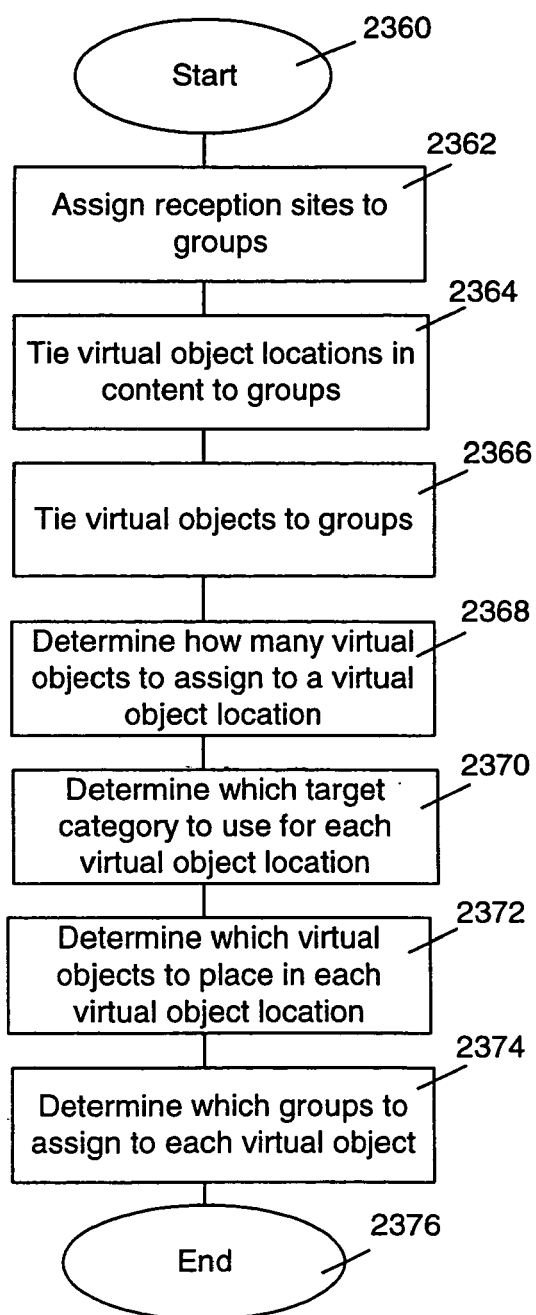 2360
Start
2362
Assign reception sites to
groups
2364
Tie virtual object locations in
content to groups
2366
Tie virtual objects to groups
2368
Determine how many virtual
objects to assign to a virtual
object location
2370
Determine which target
category to use for each
virtual object location
2372
Determine which virtual
objects to place in each
virtual object location
2374
Determine which groups to
assign to each virtual object
2376
End